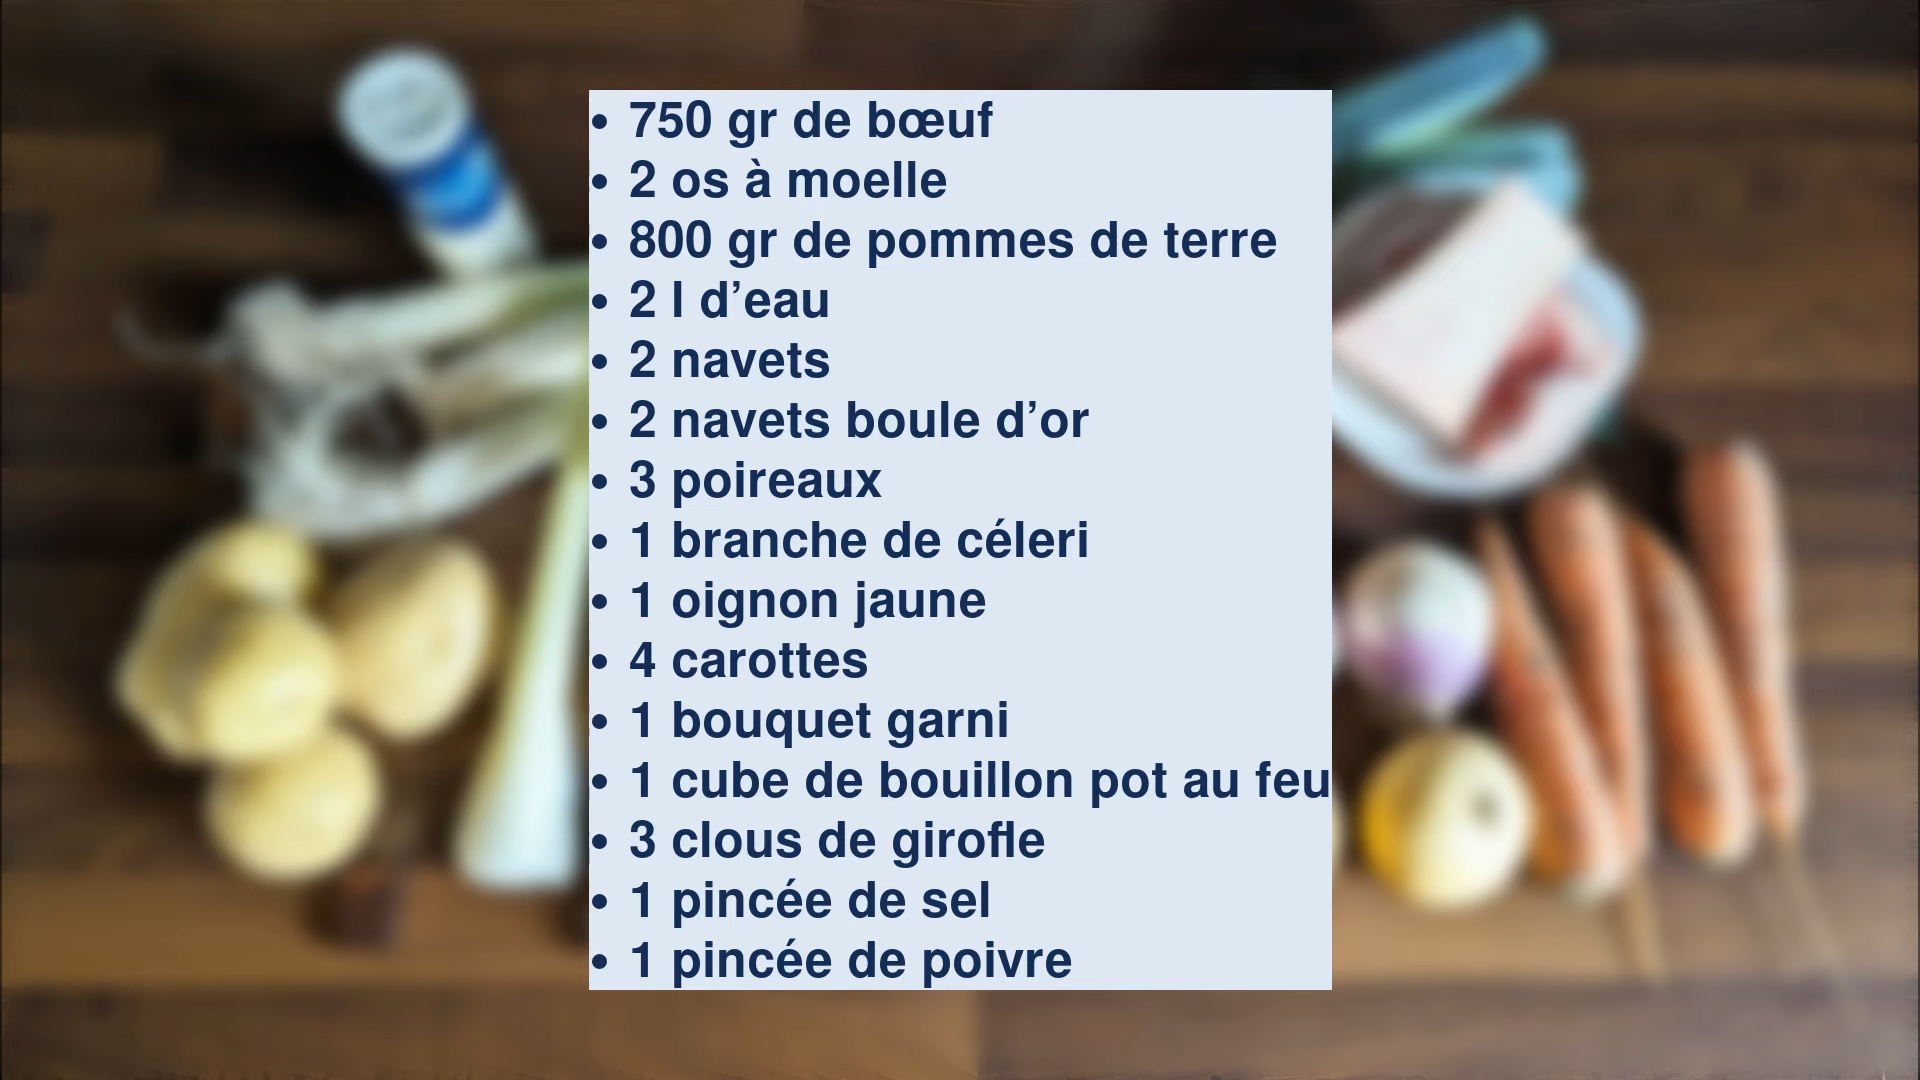 • 750 gr de bœuf
• 2 os à moelle
• 800 gr de pommes de terre
• 2 l d’eau
• 2 navets
• 2 navets boule d’or
• 3 poireaux
• 1 branche de céleri
• 1 oignon jaune
• 4 carottes
• 1 bouquet garni
• 1 cube de bouillon pot au feu
• 3 clous de girofle
• 1 pincée de sel
• 1 pincée de poivre